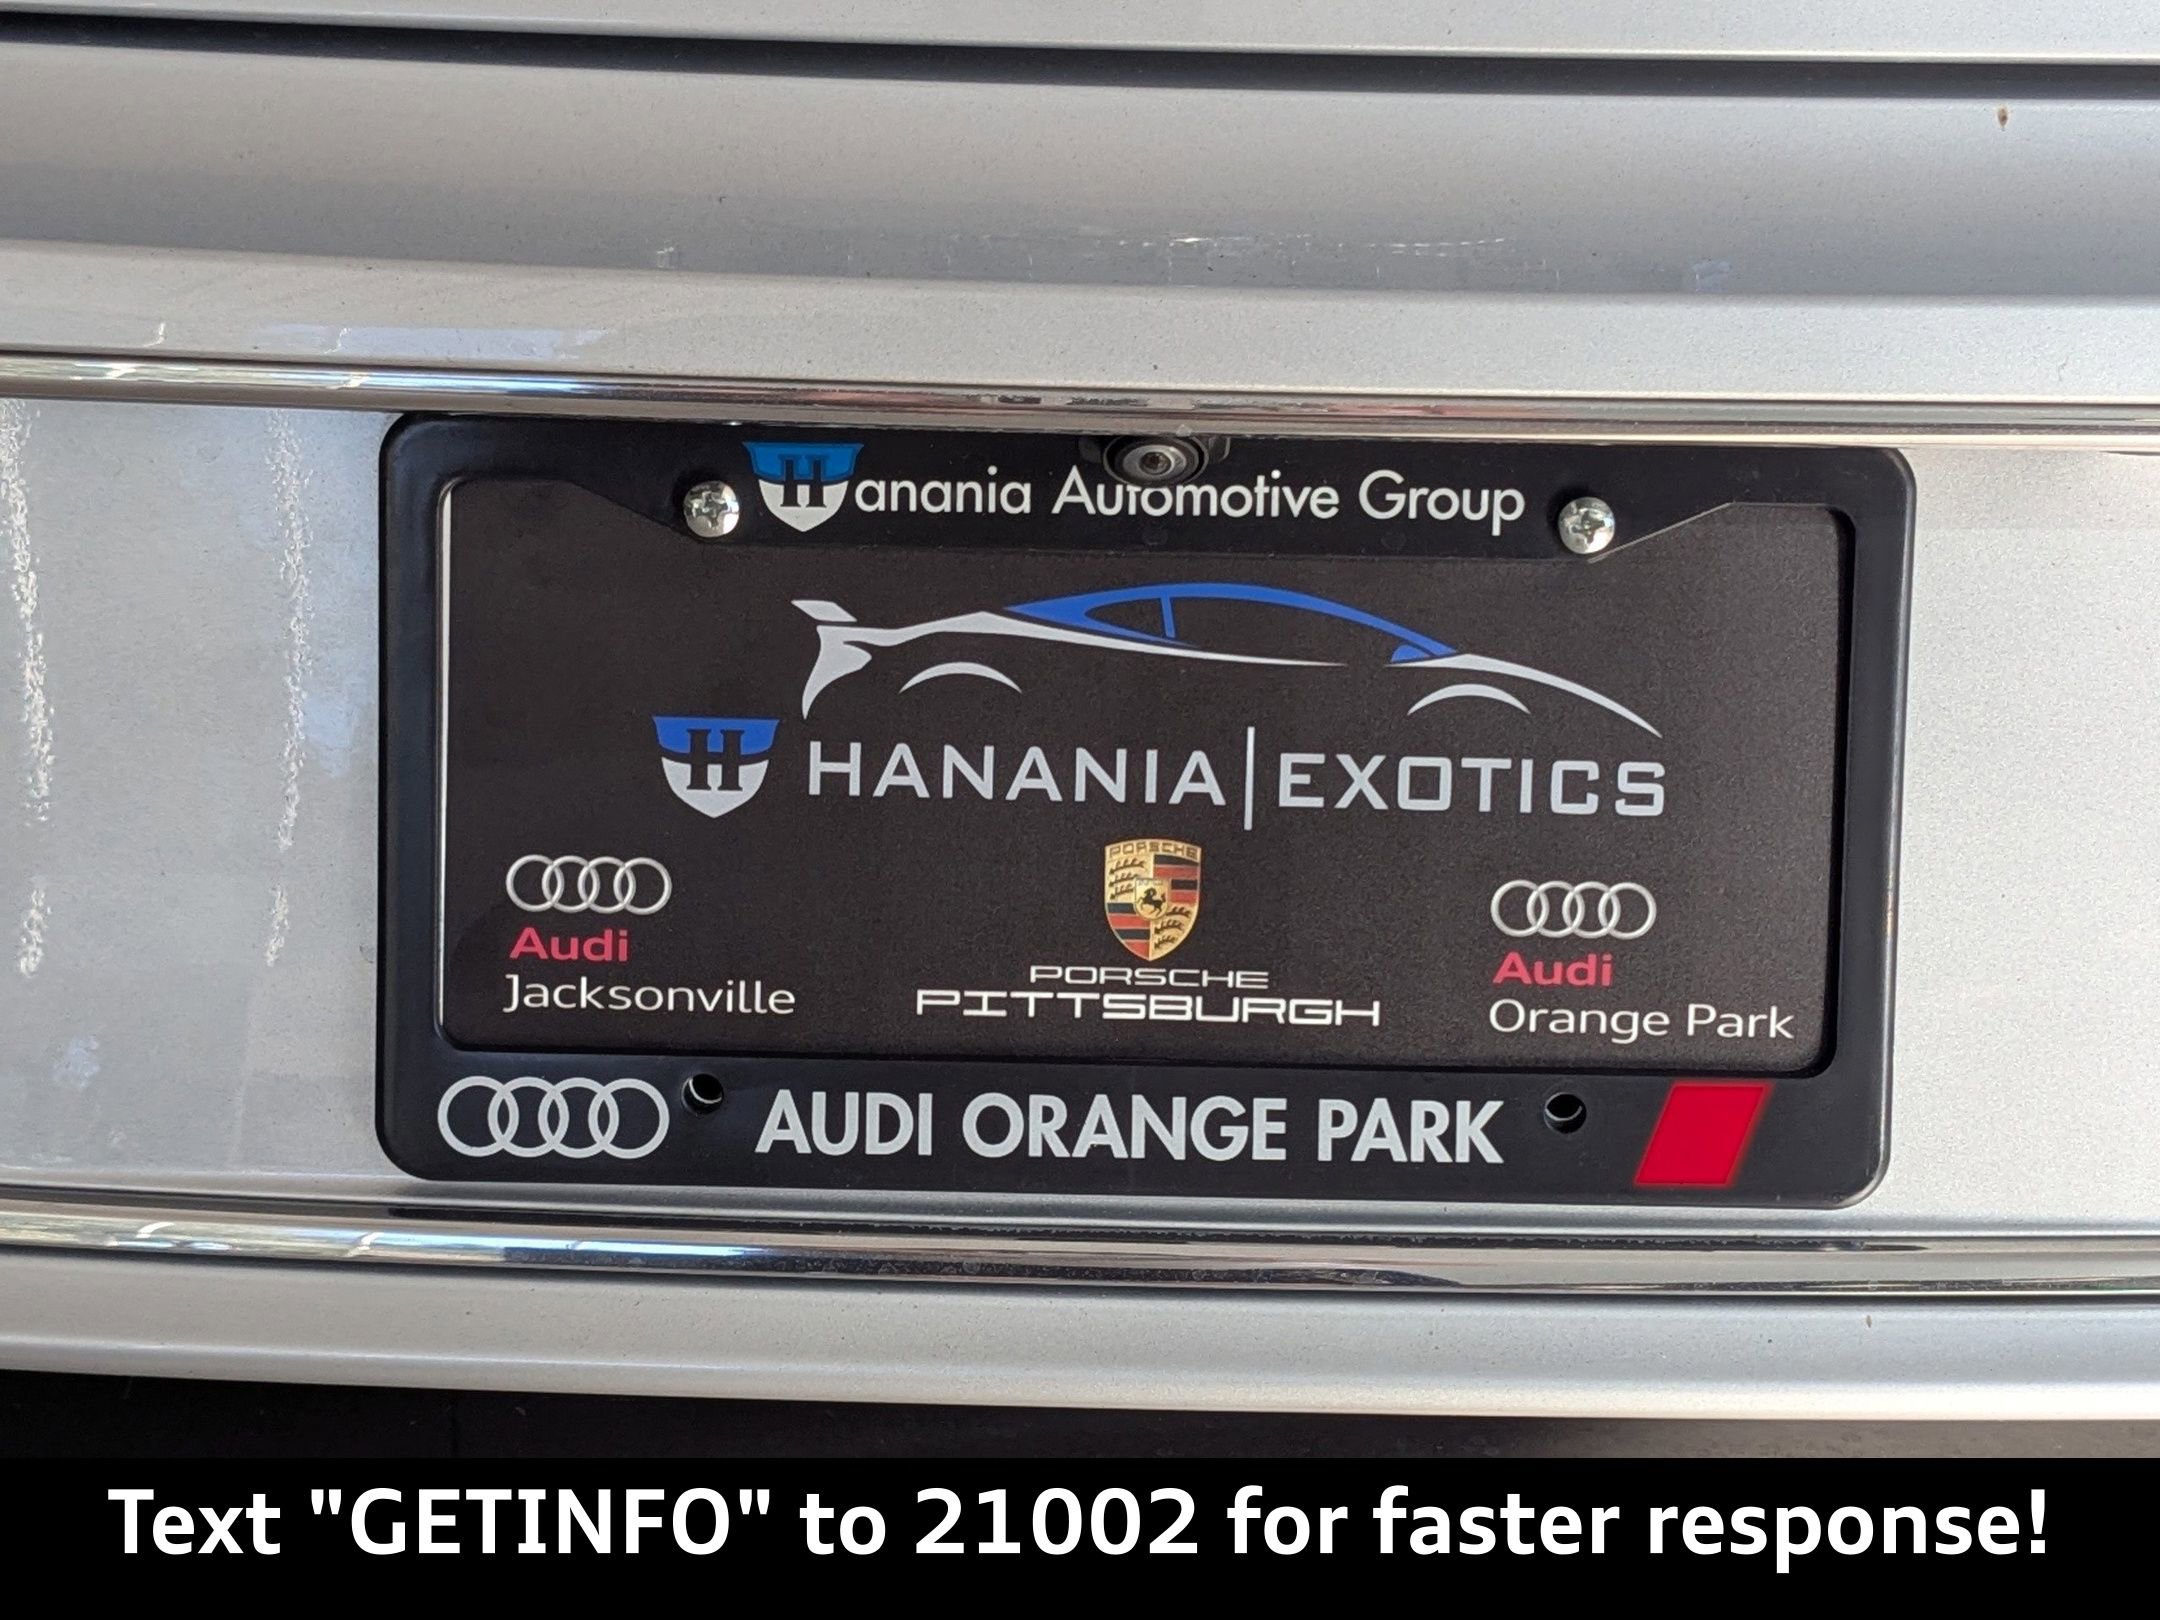 Hanania Automotive Group
H HANANIA | EXOTICS
Audi
Jacksonville
PORSCHE
PORSCHE
PITTSBURGH
Audi
Orange Park
AUDI ORANGE PARK
Text "GETINFO" to 21002 for faster response!